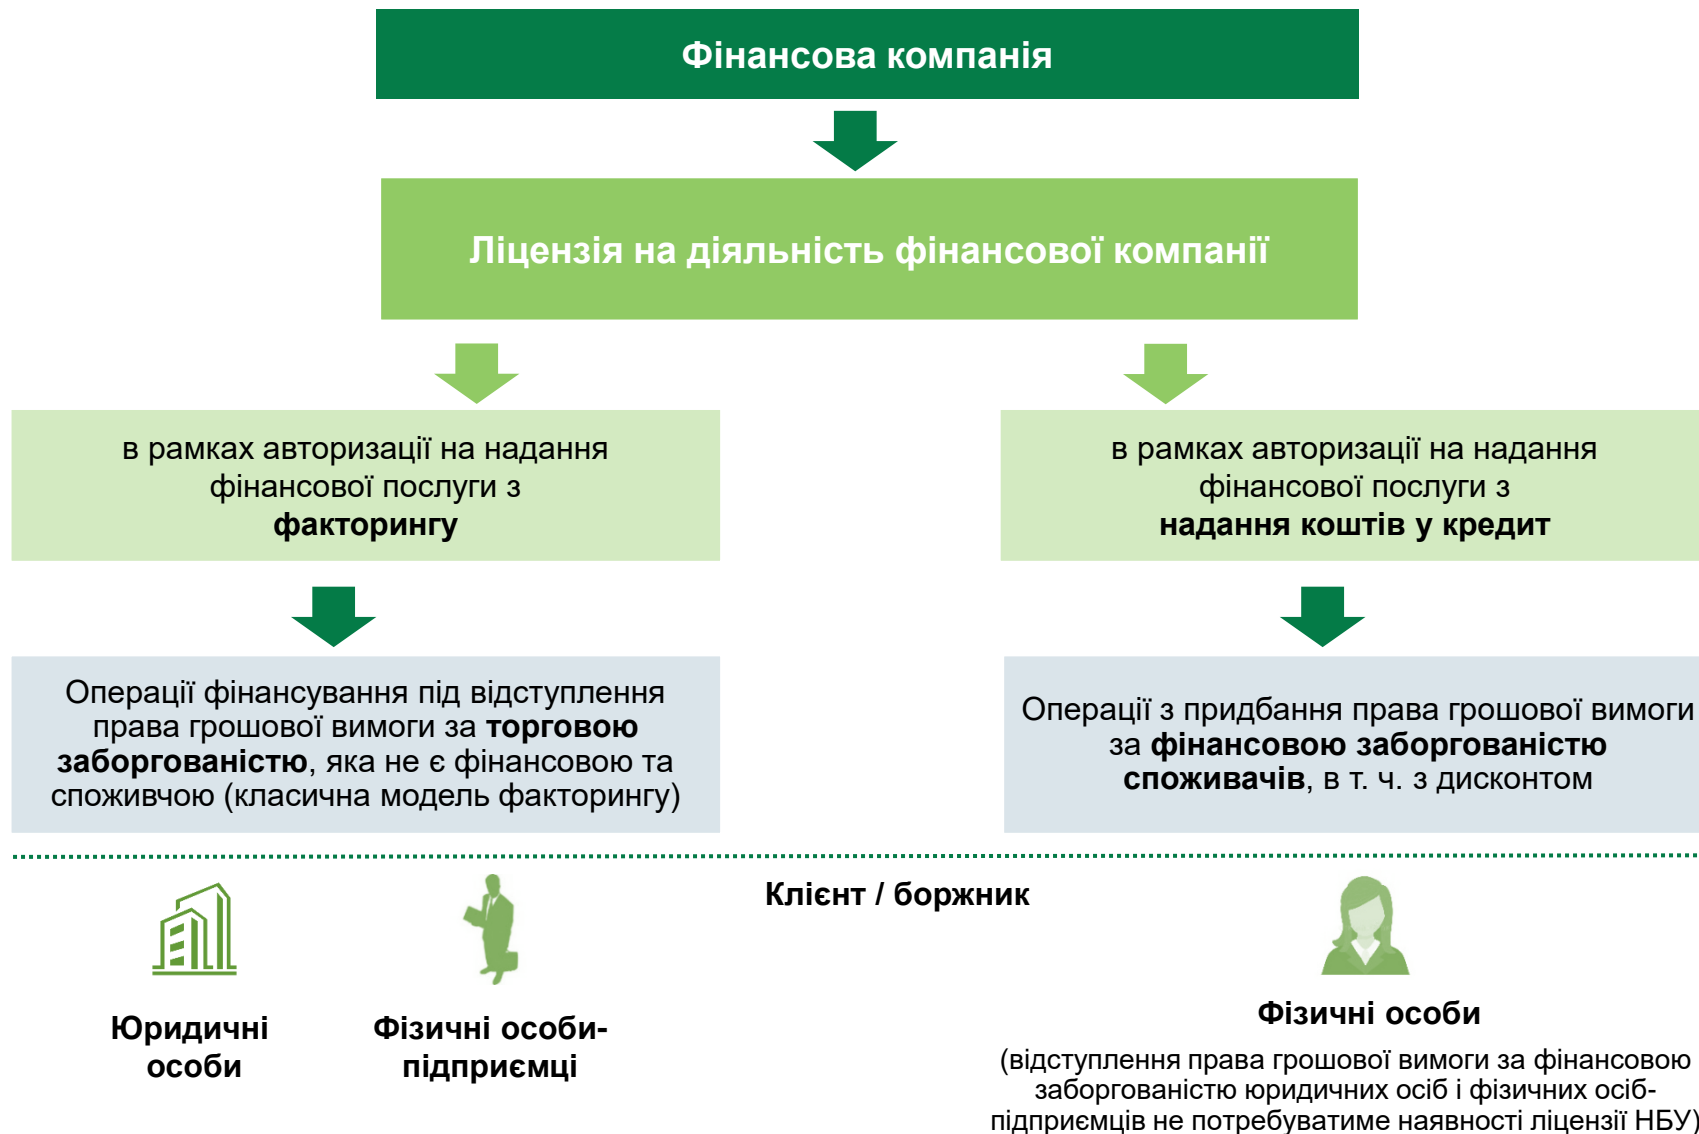 Фінансова компанія
Ліцензія на діяльність фінансової компанії
в рамках авторизації на надання
фінансової послуги з
факторингу
в рамках авторизації на надання
фінансової послуги з
надання коштів у кредит
Операції фінансування під відступлення
права грошової вимоги за торговою
заборгованістю, яка не є фінансовою та
споживчою (класична модель факторингу)
Операції з придбання права грошової вимоги
за фінансовою заборгованістю
споживачів, в т. ч. з дисконтом
Клієнт / боржник
Юридичні
особи
Фізичні особи-
підприємці
Фізичні особи
(відступлення права грошової вимоги за фінансовою
заборгованістю юридичних осіб і фізичних осіб-
підприємців не потребуватиме наявності ліцензії НБУ)